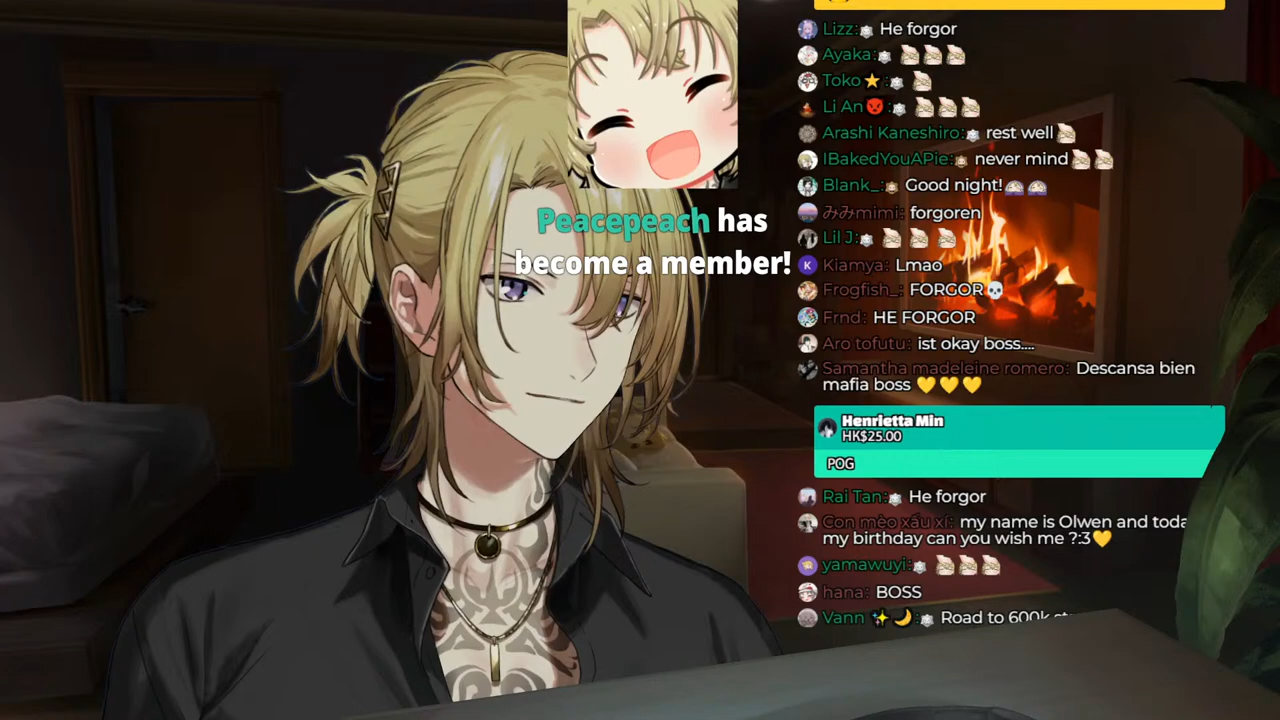 Peacepeach has
become a member!
Lizz: He forgor
Ayaka:
Toko⭐:
Li An👿:
Arashi Kaneshiro: rest well
IBakedYouAPie: never mind
Blank_: Good night!
みみmimi: forgoren
Lil J:
Kiamya: Lmao
Frogfish_: FORGOR💀
Frnd: HE FORGOR
Aro tofutu: ist okay boss....
Samantha madeleine romero: Descansa bien
mafia boss 💛💛💛
Henrietta Min
HK$25.00
POG
Rai Tan: He forgor
Con mèo xấu xí: my name is Olwen and toda
my birthday can you wish me ?:3💛
yamawuyi:
hana: BOSS
Vann ✨🌙: Road to 600k
K